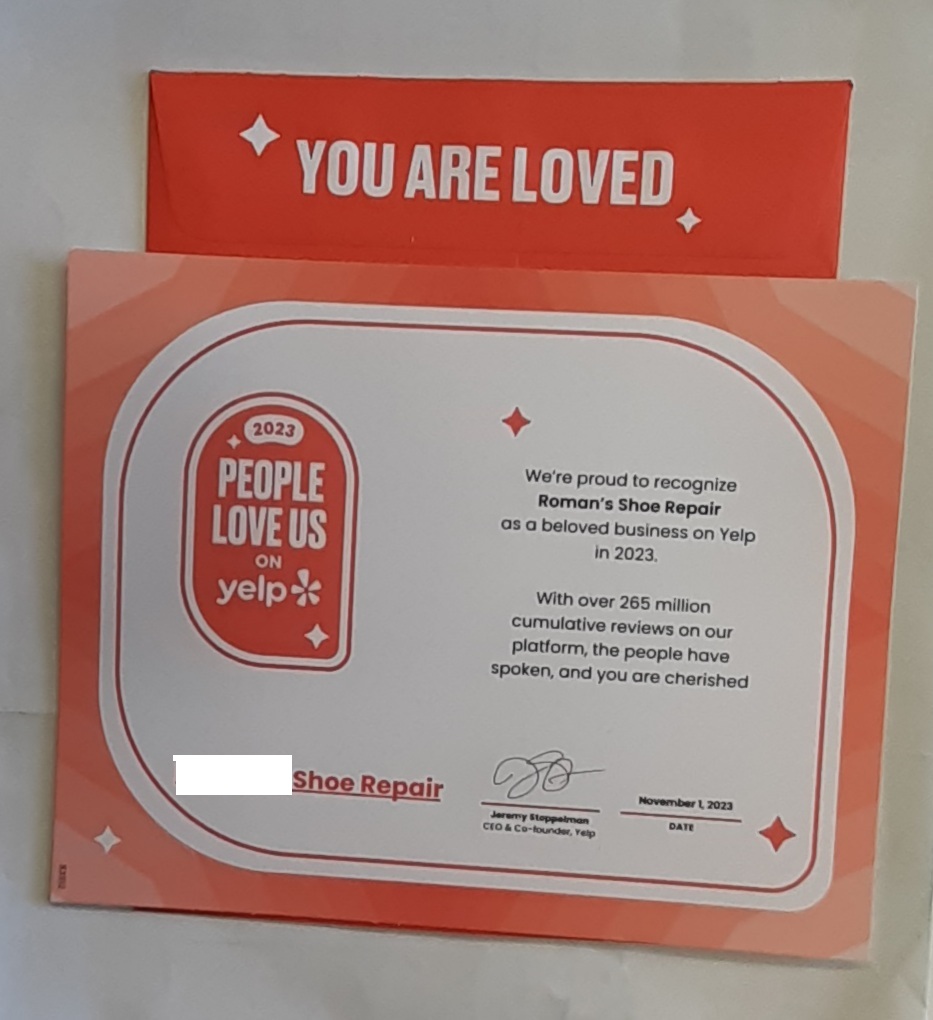 YOU ARE LOVED
2023
PEOPLE
LOVE US
ON
yelp
We're proud to recognize
Roman's Shoe Repair
as a beloved business on Yelp
in 2023.
With over 265 million
cumulative reviews on our
platform, the people have
spoken, and you are cherished
Shoe Repair
Jeremy Stoppelman
CEO & Co-founder, Yelp
November 1, 2023
DATE